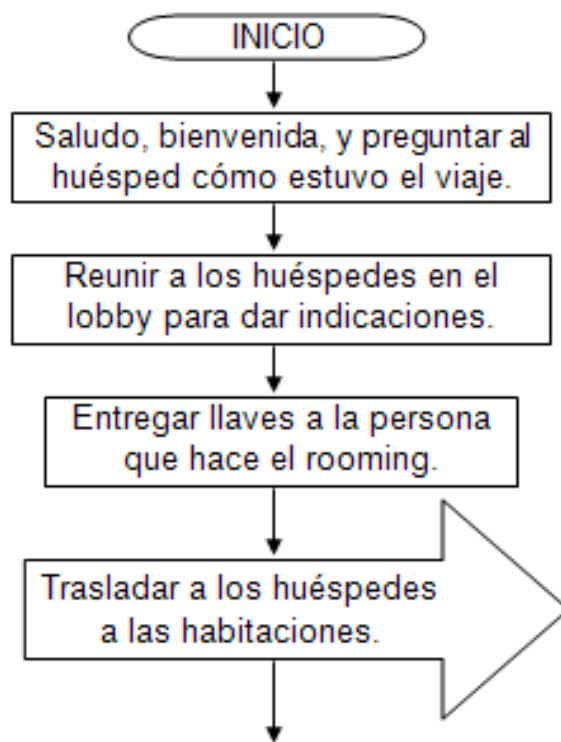 INICIO
Saludo, bienvenida, y preguntar al
huésped cómo estuvo el viaje.
Reunir a los huéspedes en el
lobby para dar indicaciones.
Entregar llaves a la persona
que hace el rooming.
Trasladar a los huéspedes
a las habitaciones.